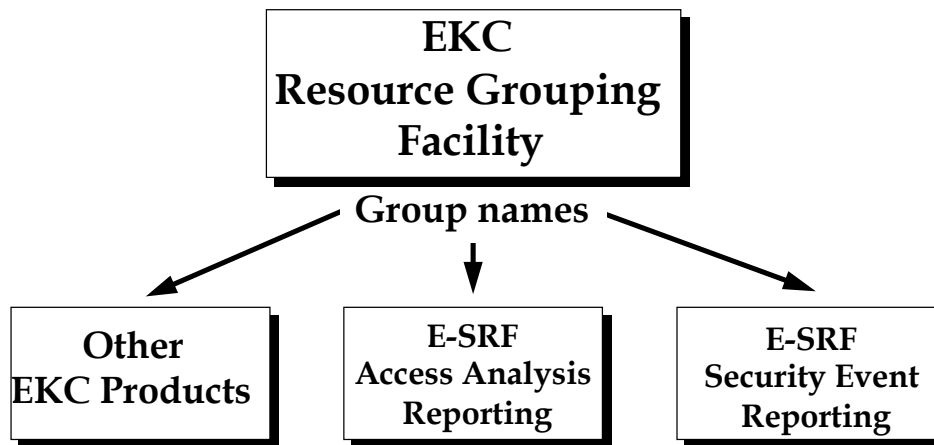 EKC
Resource Grouping
Facility
Group names
Other
EKC Products
E-SRF
Access Analysis
Reporting
E-SRF
Security Event
Reporting